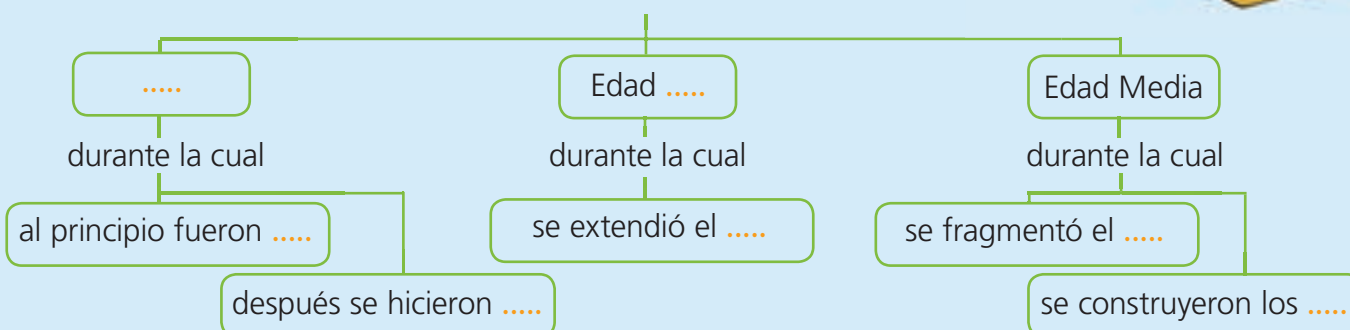 .....
Edad .....
Edad Media
durante la cual
durante la cual
durante la cual
al principio fueron .....
se extendió el .....
se fragmentó el .....
después se hicieron .....
se construyeron los .....